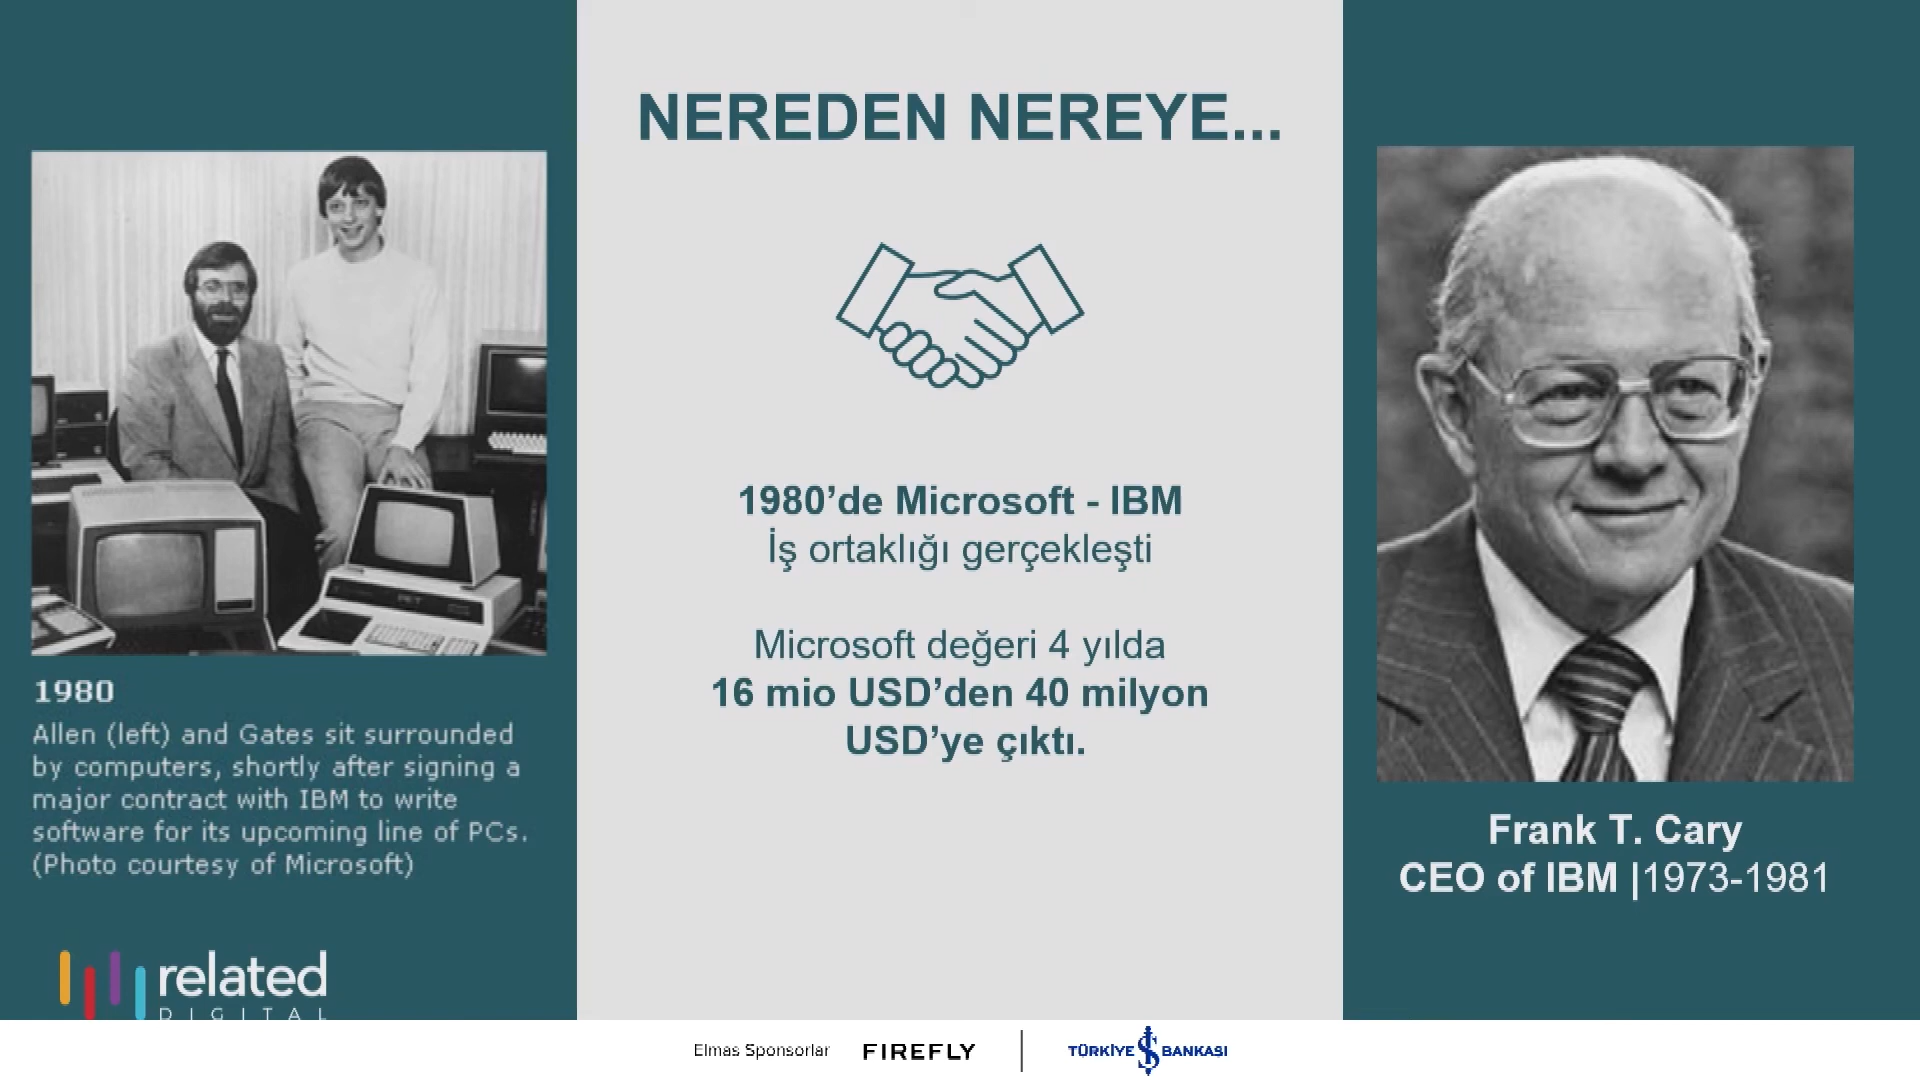 NEREDEN NEREYE...
1980
Allen (left) and Gates sit surrounded
by computers, shortly after signing a
major contract with IBM to write
software for its upcoming line of PCs.
(Photo courtesy of Microsoft)
1980’de Microsoft - IBM
İş ortaklığı gerçekleşti
Microsoft değeri 4 yılda
16 mio USD’den 40 milyon
USD’ye çıktı.
Frank T. Cary
CEO of IBM |1973-1981
related
DIGITAL
Elmas Sponsorlar
FIREFLY
TÜRKİYE İŞ BANKASI